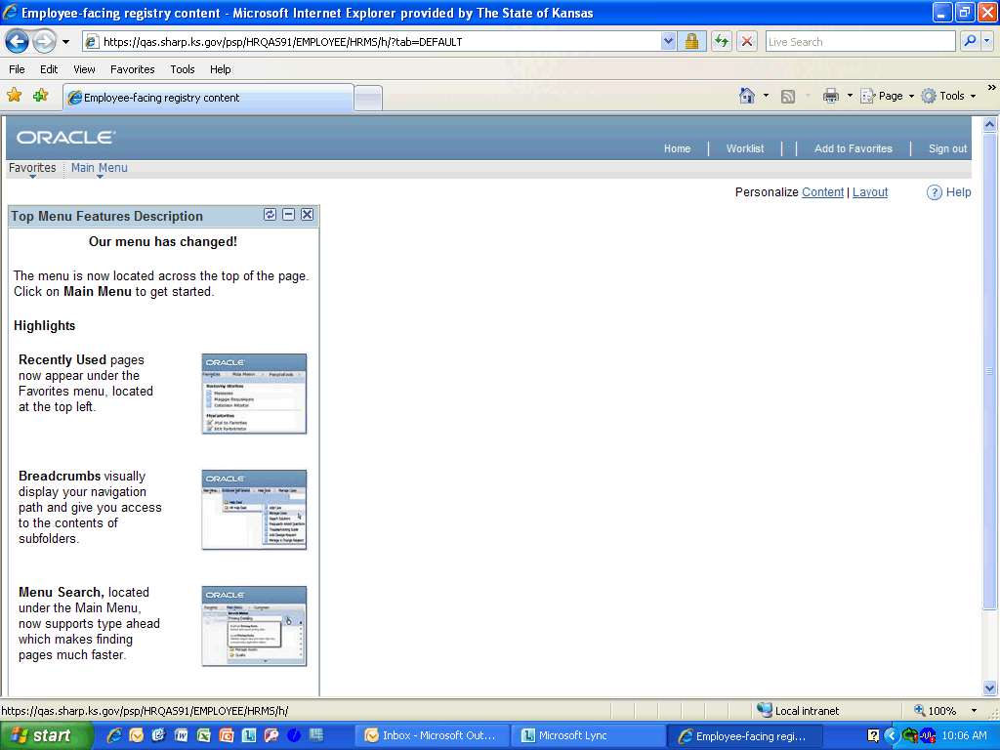 Employee-facing registry content - Microsoft Internet Explorer provided by The State of Kansas
https://qas.sharp.ks.gov/psp/HRQAS91/EMPLOYEE/HRMS/h/?tab=DEFAULT
Live Search
File Edit View Favorites Tools Help
Employee-facing registry content
Page Tools
ORACLE
Home Worklist Add to Favorites Sign out
Favorites Main Menu
Personalize Content | Layout Help
Top Menu Features Description
Our menu has changed!
The menu is now located across the top of the page.
Click on Main Menu to get started.
Highlights
Recently Used pages
now appear under the
Favorites menu, located
at the top left.
ORACLE
Breadcrumbs visually
display your navigation
path and give you access
to the contents of
subfolders.
ORACLE
Menu Search, located
under the Main Menu,
now supports type ahead
which makes finding
pages much faster.
ORACLE
https://qas.sharp.ks.gov/psp/HRQAS91/EMPLOYEE/HRMS/h/
Local intranet
100%
start
Inbox - Microsoft Out...
Microsoft Lync
Employee-facing regi...
10:06 AM